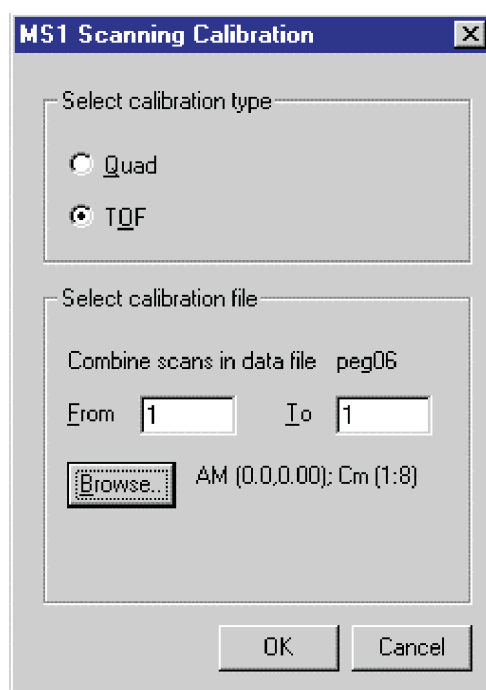 MS1 Scanning Calibration
Select calibration type
Quad
TOF
Select calibration file
Combine scans in data file peg06
From 1 To 1
Browse.. AM (0.0,0.00); Cm (1:8)
OK Cancel